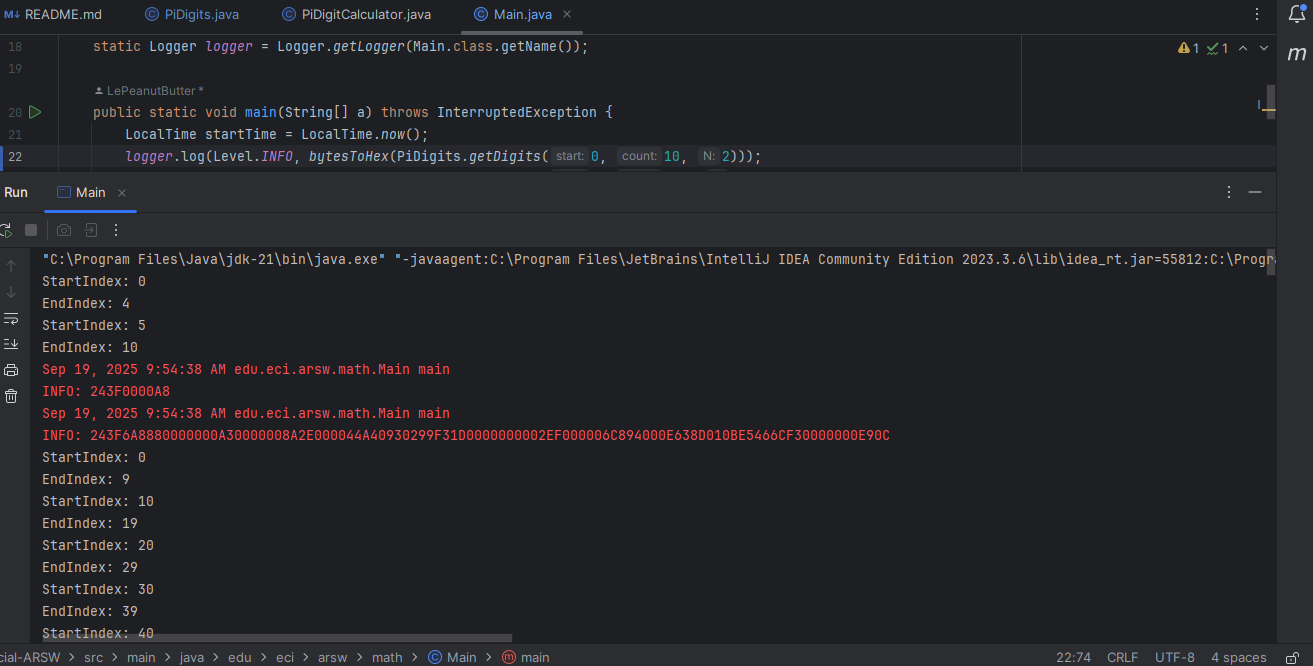 M↓ README.md PiDigits.java PiDigitCalculator.java Main.java
18 static Logger logger = Logger.getLogger(Main.class.getName());
19
LePeanutButter *
20 public static void main(String[] a) throws InterruptedException {
21 LocalTime startTime = LocalTime.now();
22 logger.log(Level.INFO, bytesToHex(PiDigits.getDigits( start: 0, count: 10, N: 2)));
1 1
m
Run Main
"C:\Program Files\Java\jdk-21\bin\java.exe" "-javaagent:C:\Program Files\JetBrains\IntelliJ IDEA Community Edition 2023.3.6\lib\idea_rt.jar=55812:C:\Progra
StartIndex: 0
EndIndex: 4
StartIndex: 5
EndIndex: 10
Sep 19, 2025 9:54:38 AM edu.eci.arsw.math.Main main
INFO: 243F0000A8
Sep 19, 2025 9:54:38 AM edu.eci.arsw.math.Main main
INFO: 243F6A8880000000A30000008A2E000044A40930299F31D0000000002EF000006C894000E638D010BE5466CF30000000E90C
StartIndex: 0
EndIndex: 9
StartIndex: 10
EndIndex: 19
StartIndex: 20
EndIndex: 29
StartIndex: 30
EndIndex: 39
StartIndex: 40
cial-ARSW > src > main > java > edu > eci > arsw > math > Main > main 22:74 CRLF UTF-8 4 spaces